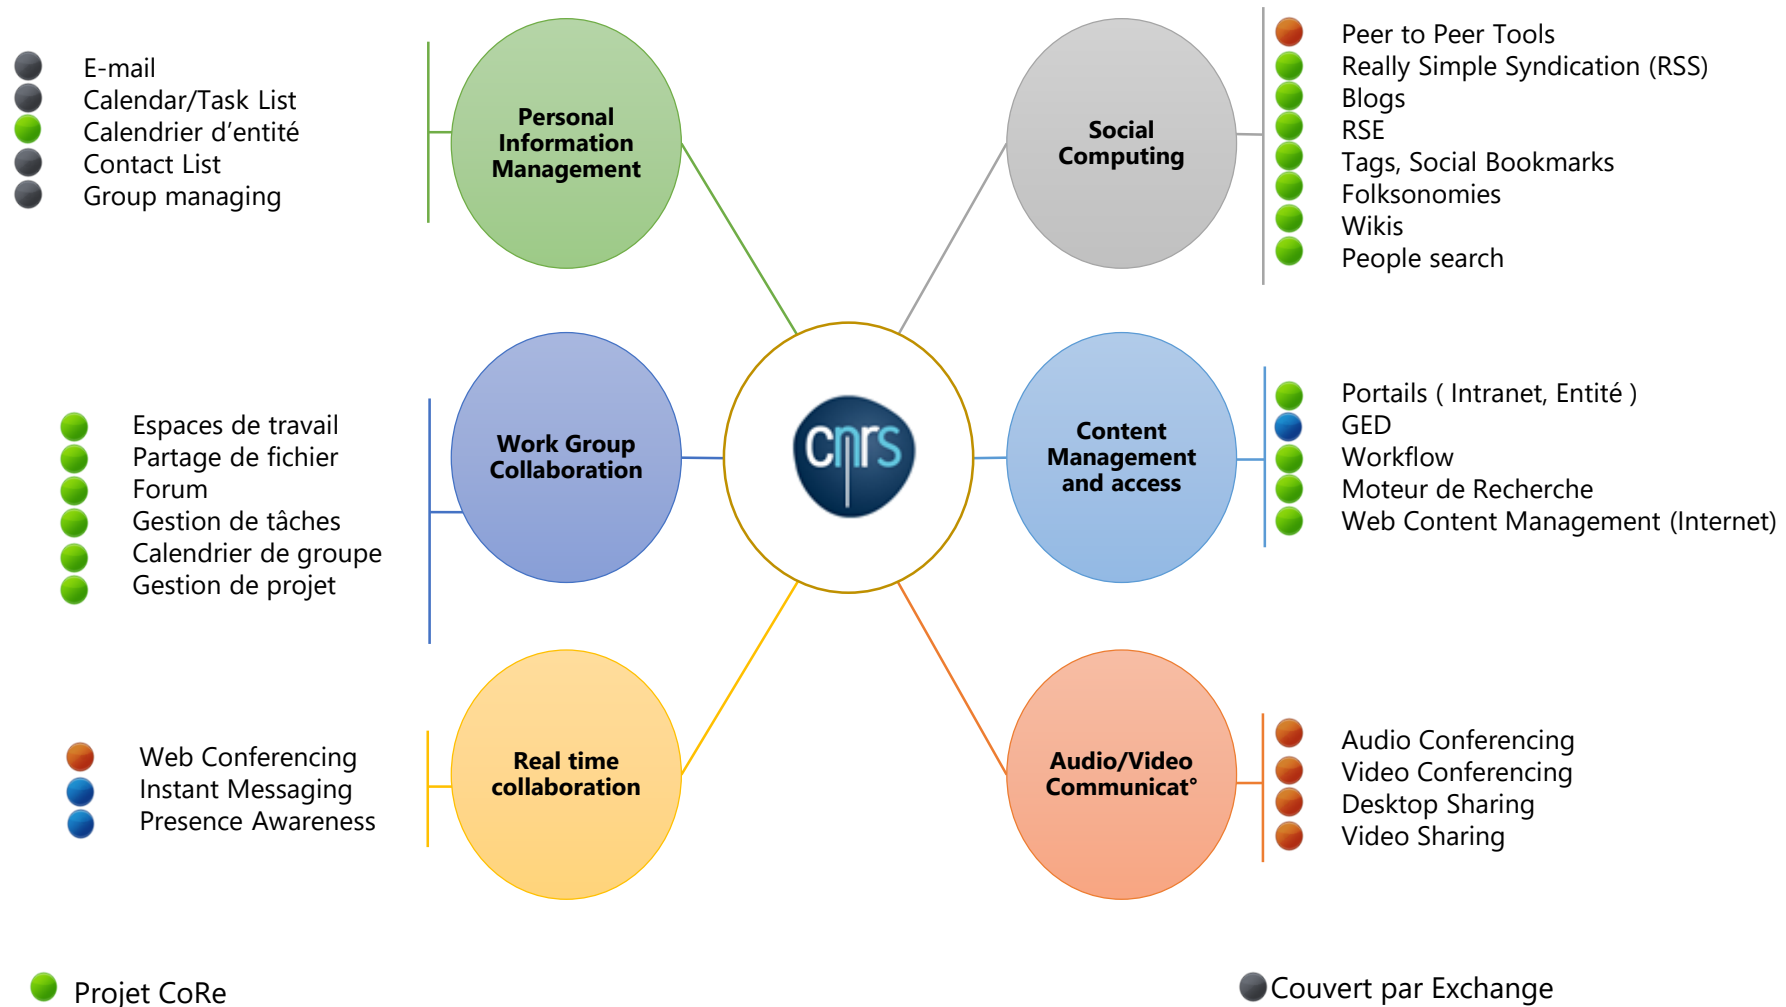 E-mail
Calendar/Task List
Calendrier d'entité
Contact List
Group managing
Personal
Information
Management
Social
Computing
Peer to Peer Tools
Really Simple Syndication (RSS)
Blogs
RSE
Tags, Social Bookmarks
Folksonomies
Wikis
People search
Espaces de travail
Partage de fichier
Forum
Gestion de tâches
Calendrier de groupe
Gestion de projet
Work Group
Collaboration
cnrs
Content
Management
and access
Portails ( Intranet, Entité )
GED
Workflow
Moteur de Recherche
Web Content Management (Internet)
Web Conferencing
Instant Messaging
Presence Awareness
Real time
collaboration
Audio/Video
Communicat°
Audio Conferencing
Video Conferencing
Desktop Sharing
Video Sharing
Projet CoRe
Couvert par Exchange